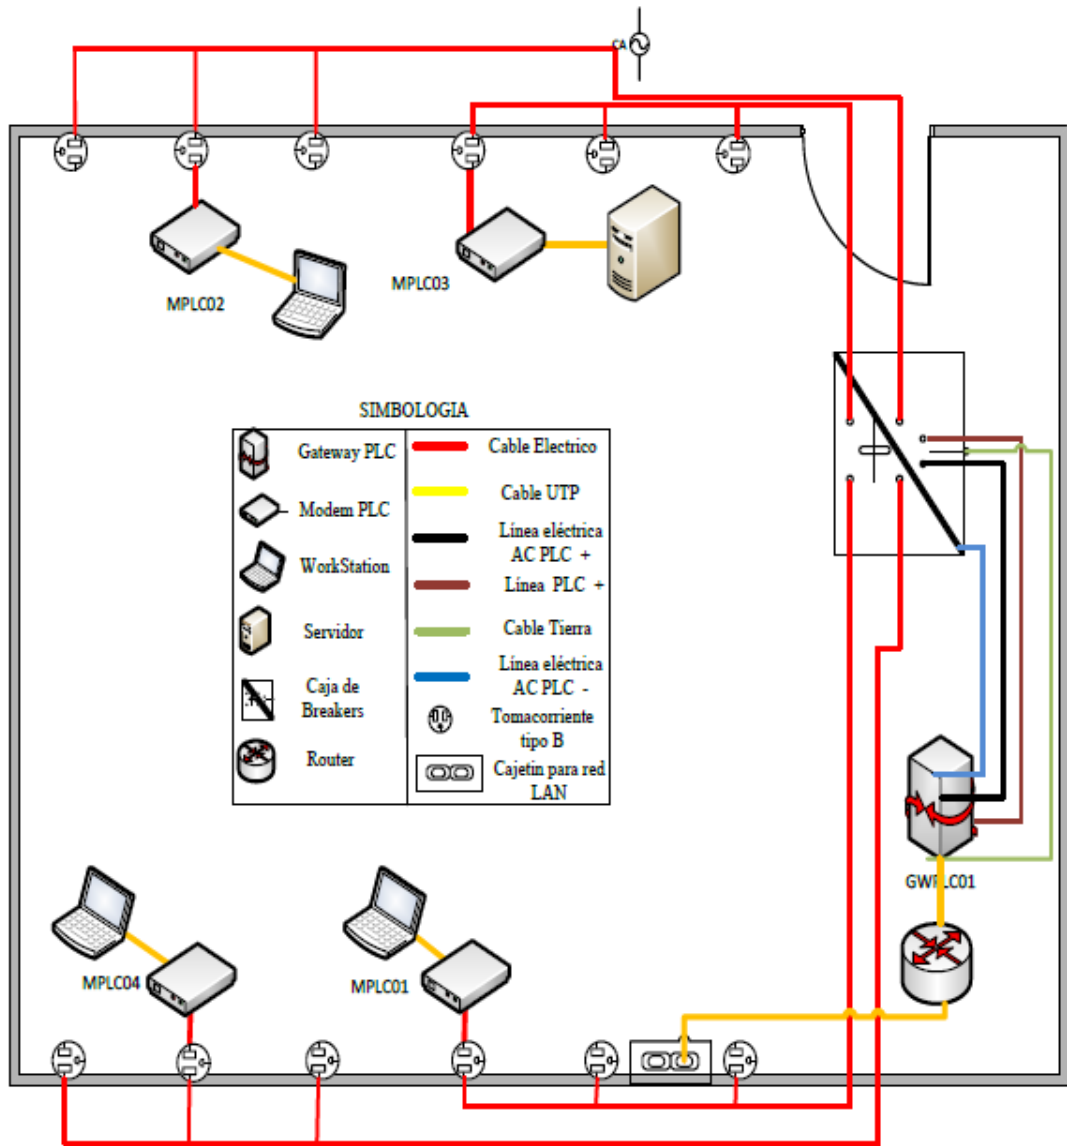 CA
MPLC02
MPLC03
SIMBOLOGIA
Gateway PLC
Modem PLC
WorkStation
Servidor
Caja de
Breakers
Router
Cable Electrico
Cable UTP
Línea eléctrica
AC PLC +
Línea PLC +
Cable Tierra
Línea eléctrica
AC PLC -
Tomacorriente
tipo B
Cajetin para red
LAN
GWPLC01
MPLC04
MPLC01